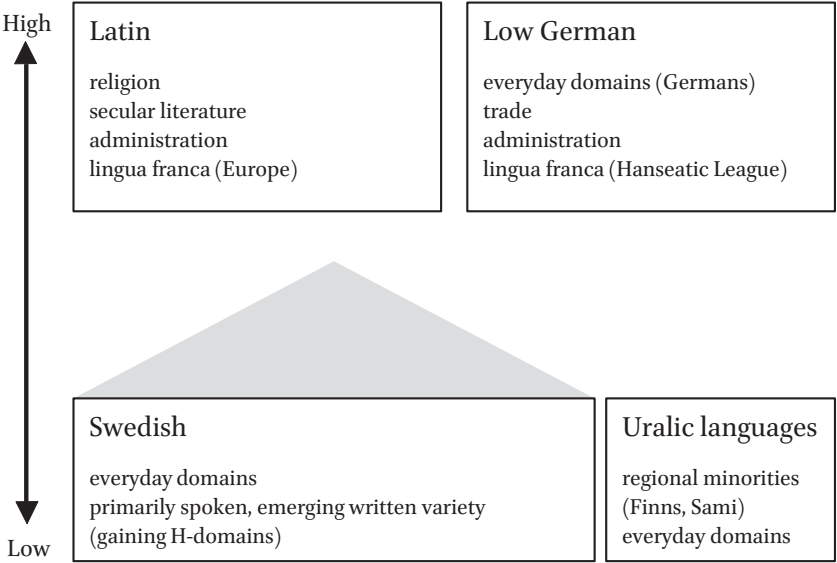 High
Latin
religion
secular literature
administration
lingua franca (Europe)
Low German
everyday domains (Germans)
trade
administration
lingua franca (Hanseatic League)
Swedish
everyday domains
primarily spoken, emerging written variety
(gaining H-domains)
Uralic languages
regional minorities
(Finns, Sami)
everyday domains
Low